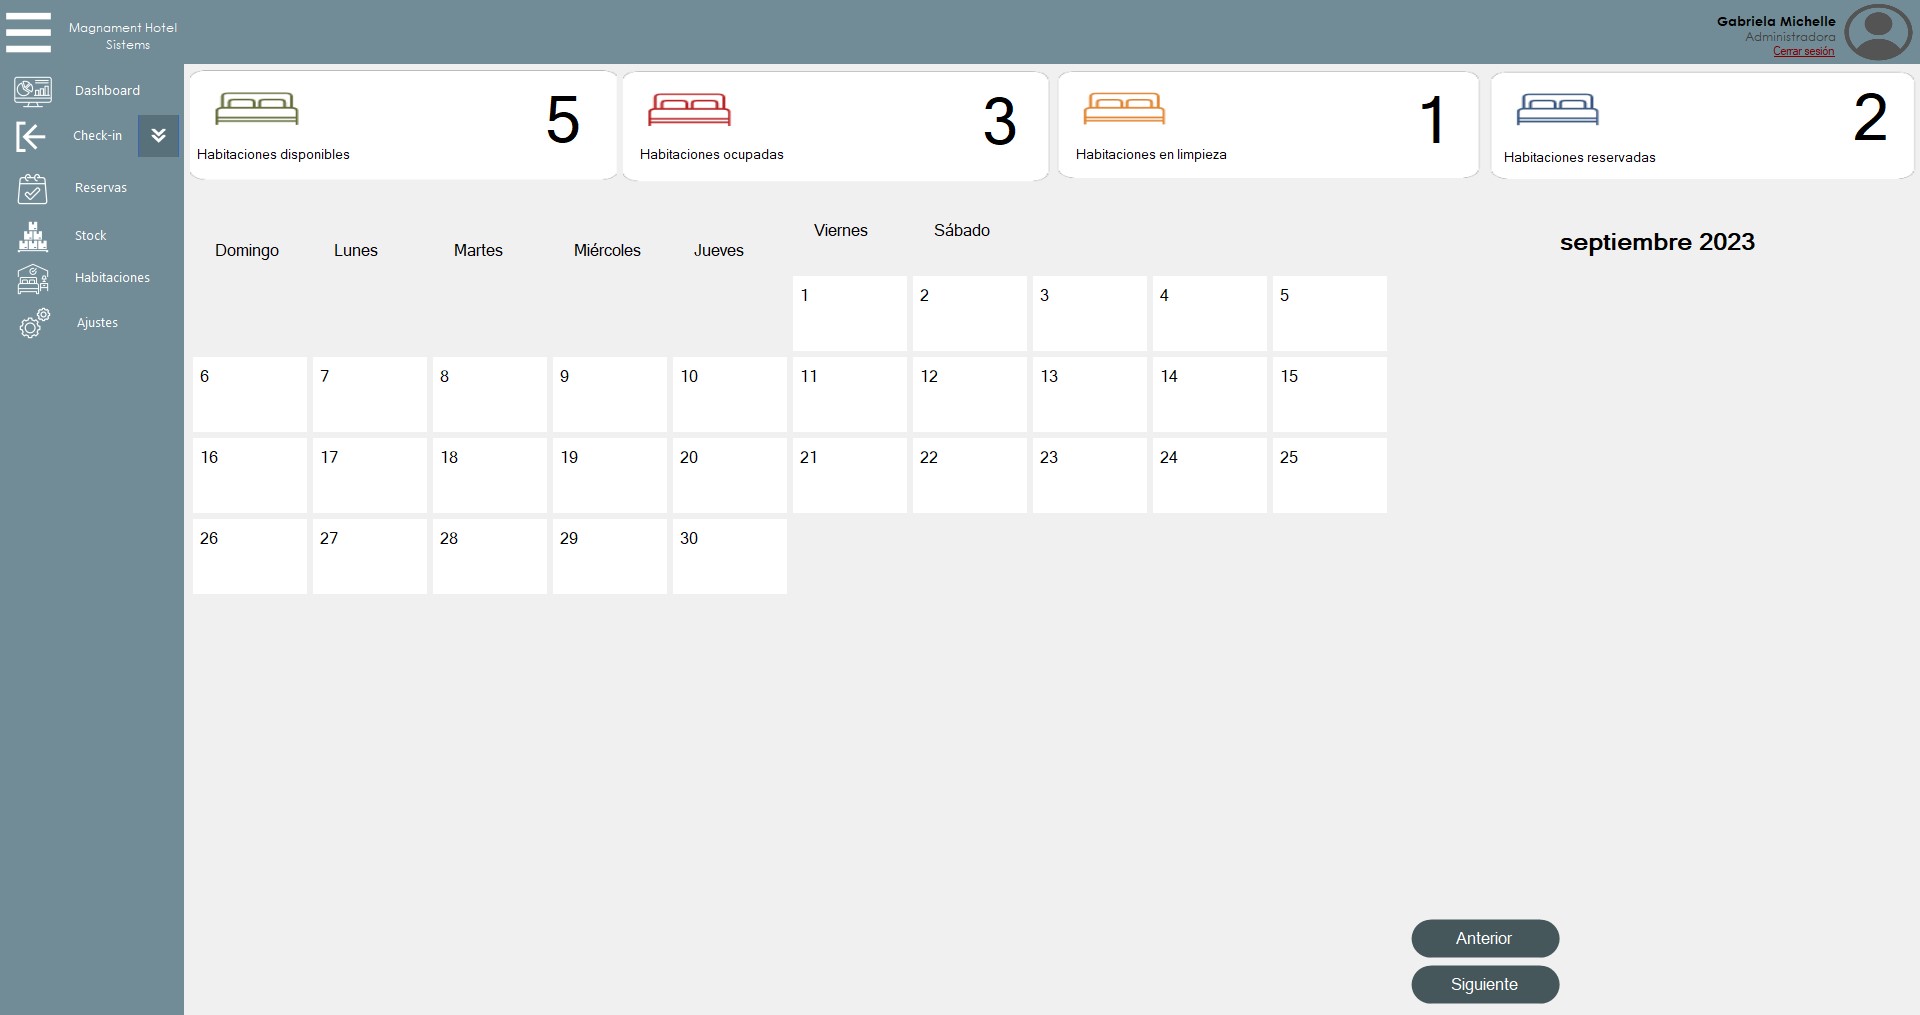 Magnament Hotel
Sistems
Gabriela Michelle
Administradora
Cerrar sesión
Dashboard
Check-in
Reservas
Stock
Habitaciones
Ajustes
5
Habitaciones disponibles
3
Habitaciones ocupadas
1
Habitaciones en limpieza
2
Habitaciones reservadas
Domingo Lunes Martes Miércoles Jueves Viernes Sábado
septiembre 2023
1 2 3 4 5
6 7 8 9 10 11 12 13 14 15
16 17 18 19 20 21 22 23 24 25
26 27 28 29 30
Anterior
Siguiente